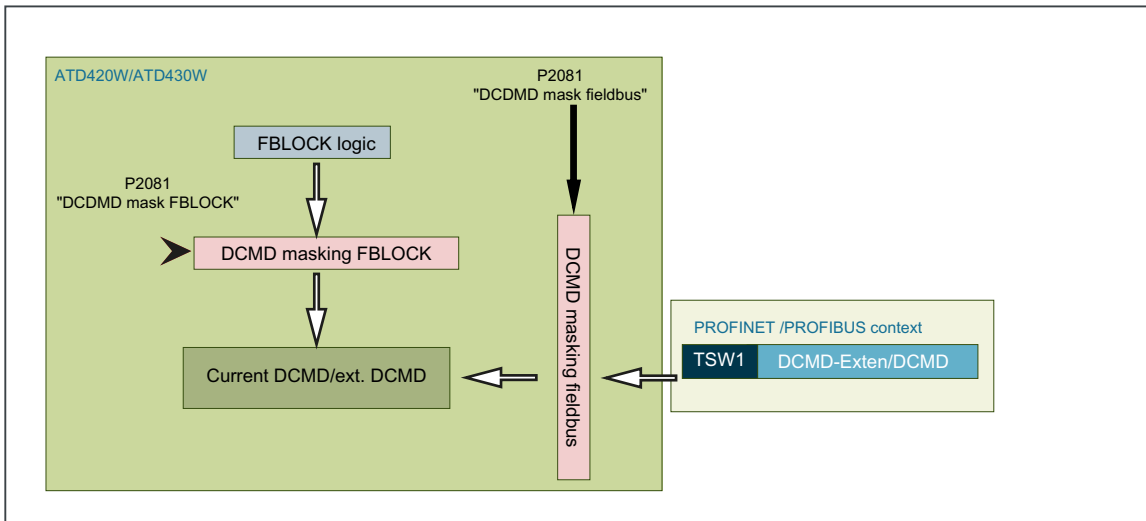 ATD420W/ATD430W
P2081
"DCDMD mask fieldbus"
FBLOCK logic
P2081
"DCDMD mask FBLOCK"
DCMD masking FBLOCK
DCMD masking fieldbus
PROFINET /PROFIBUS context
TSW1 DCMD-Exten/DCMD
Current DCMD/ext. DCMD